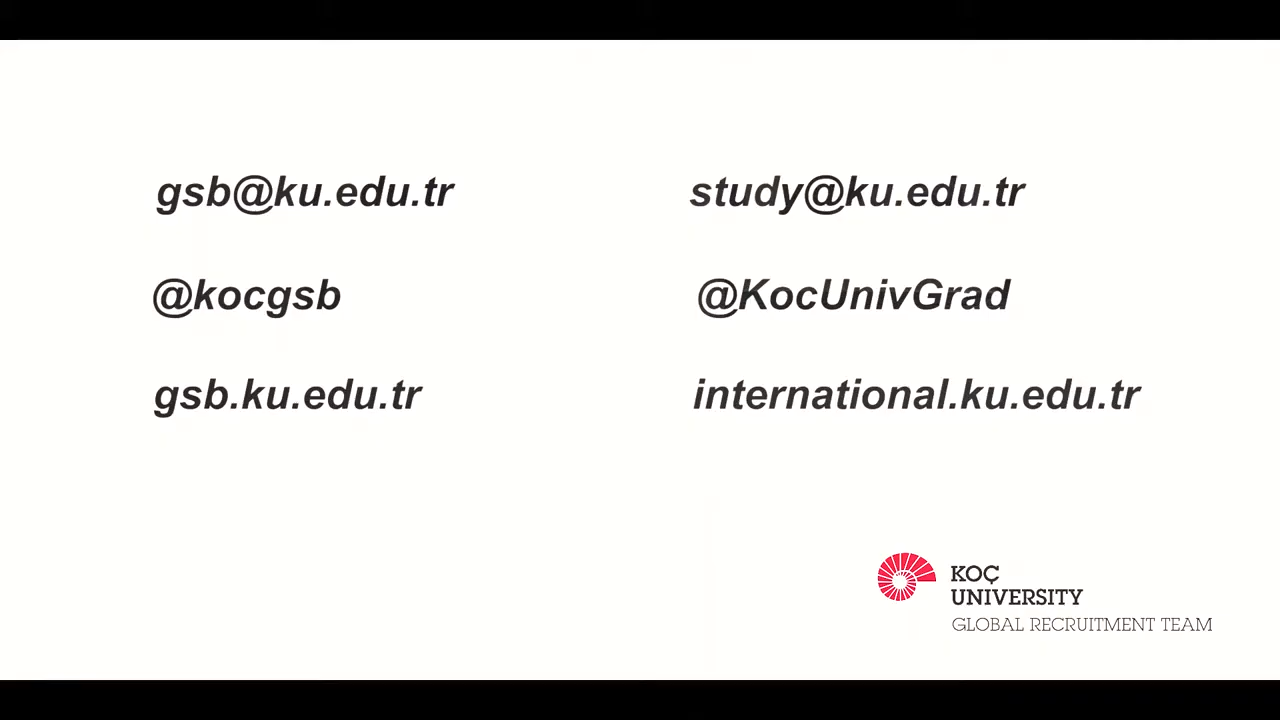 gsb@ku.edu.tr
@kocgsb
gsb.ku.edu.tr
study@ku.edu.tr
@KocUnivGrad
international.ku.edu.tr
KOÇ
UNIVERSITY
GLOBAL RECRUITMENT TEAM